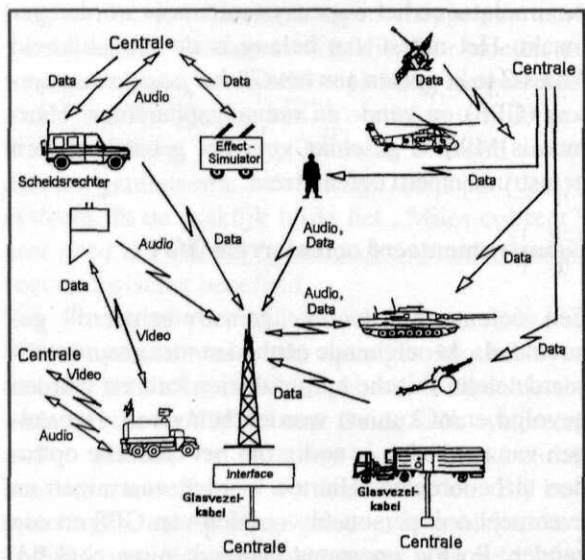 Centrale
Data
Data
Audio
Data
Centrale
Scheidsrechter
Effect-
Simulator
Data
Audio
Data
Audio,
Data
Data
Data
Audio,
Data
Video
Data
Data
Centrale
Video
Audio
Interface
Glasvezel-
kabel
Glasvezel-
kabel
Centrale
Centrale